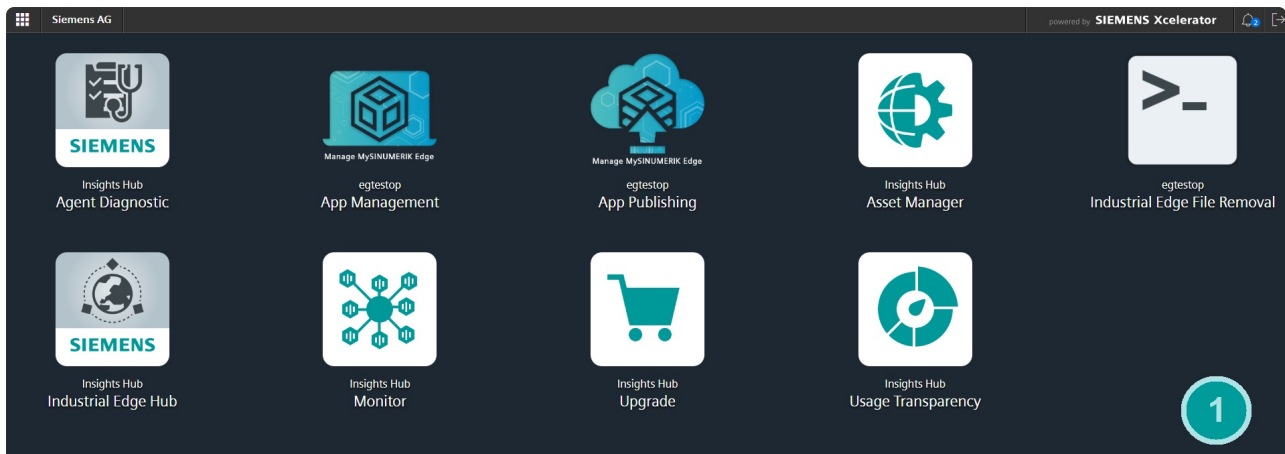 Siemens AG
powered by SIEMENS Xcelerator
2
SIEMENS
Insights Hub
Agent Diagnostic
Manage MySINUMERIK Edge
egtestop
App Management
Manage MySINUMERIK Edge
egtestop
App Publishing
Insights Hub
Asset Manager
>_
egtestop
Industrial Edge File Removal
SIEMENS
Insights Hub
Industrial Edge Hub
Insights Hub
Monitor
Insights Hub
Upgrade
Insights Hub
Usage Transparency
1